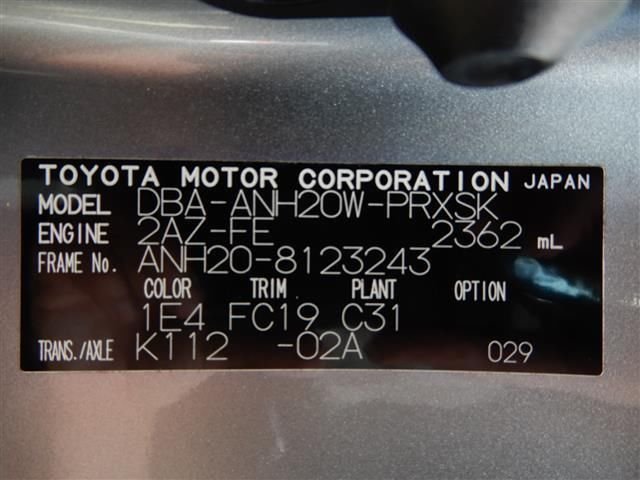 TOYOTA MOTOR CORPORATION JAPAN
MODEL DBA-ANH20W-PRXSK
ENGINE 2AZ-FE 2362 mL
FRAME No. ANH20-8123243
COLOR TRIM PLANT OPTION
1E4 FC19 C31
TRANS./AXLE K112 -02A 029